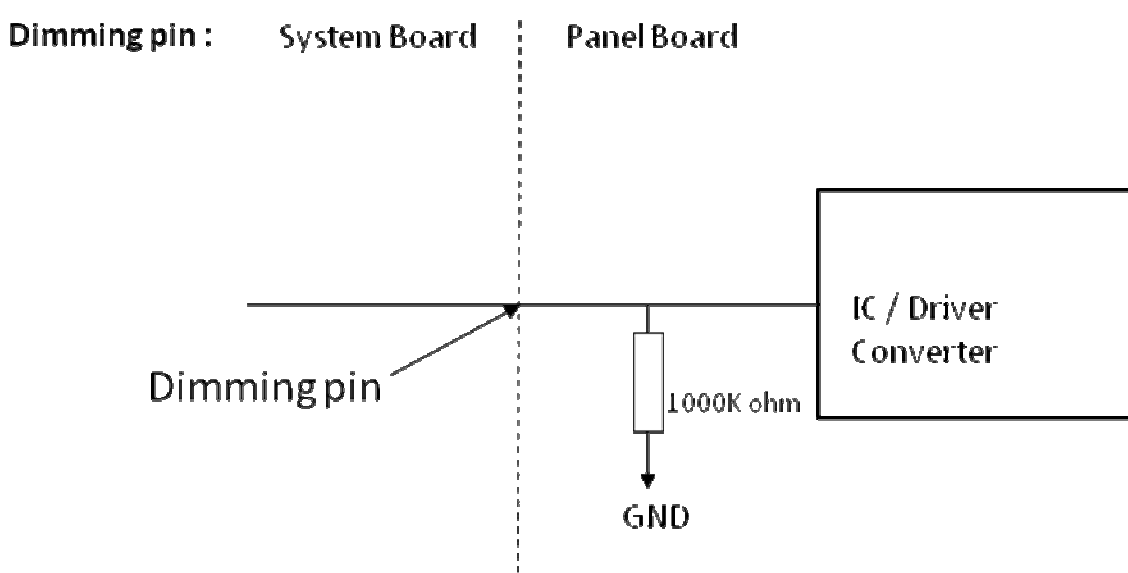 Dimming pin : System Board Panel Board
IC / Driver
Converter
Dimming pin
1000K ohm
GND